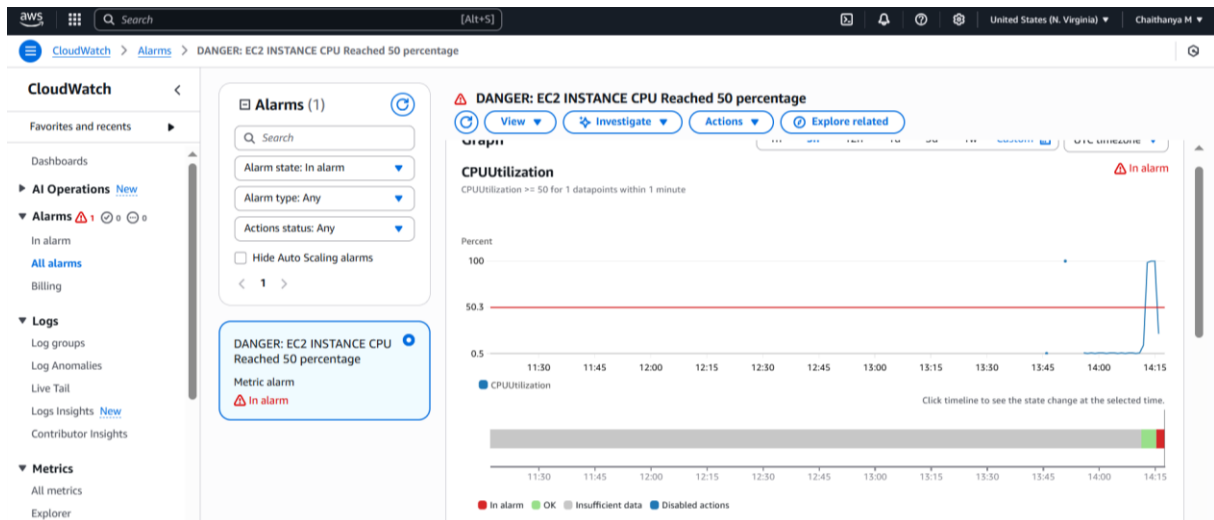 aws
Search
[Alt+S]
United States (N. Virginia)
Chaithanya M
CloudWatch > Alarms > DANGER: EC2 INSTANCE CPU Reached 50 percentage
CloudWatch
Favorites and recents
Dashboards
AI Operations New
Alarms 1 0 0
In alarm
All alarms
Billing
Logs
Log groups
Log Anomalies
Live Tail
Logs Insights New
Contributor Insights
Metrics
All metrics
Explorer
Alarms (1)
Search
Alarm state: In alarm
Alarm type: Any
Actions status: Any
Hide Auto Scaling alarms
1
DANGER: EC2 INSTANCE CPU
Reached 50 percentage
Metric alarm
In alarm
DANGER: EC2 INSTANCE CPU Reached 50 percentage
View
Investigate
Actions
Explore related
Graph
Custom
UTC timezone
CPUUtilization
In alarm
CPUUtilization >= 50 for 1 datapoints within 1 minute
Percent
100
50.3
0.5
11:30 11:45 12:00 12:15 12:30 12:45 13:00 13:15 13:30 13:45 14:00 14:15
CPUUtilization
Click timeline to see the state change at the selected time.
11:30 11:45 12:00 12:15 12:30 12:45 13:00 13:15 13:30 13:45 14:00 14:15
In alarm OK Insufficient data Disabled actions